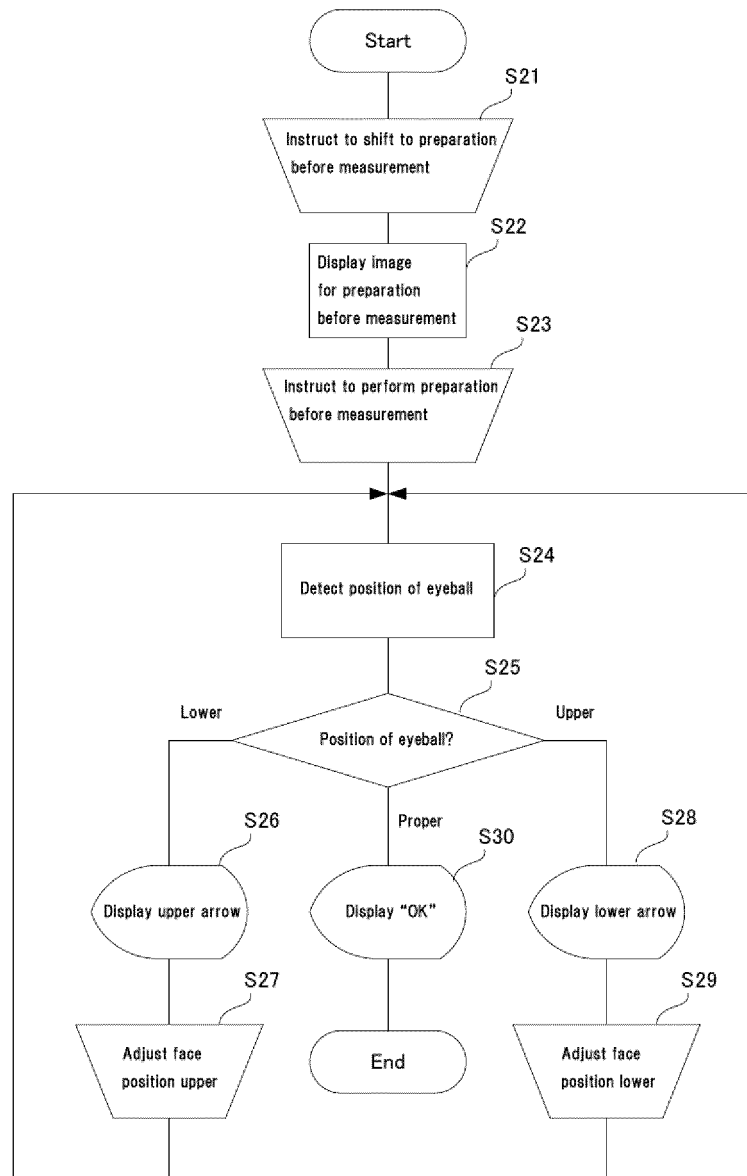 Start
S21
Instruct to shift to preparation
before measurement
S22
Display image
for preparation
before measurement
S23
Instruct to perform preparation
before measurement
S24
Detect position of eyeball
S25
Lower
Position of eyeball?
Upper
Proper
S26
S30
S28
Display upper arrow
Display “OK”
Display lower arrow
S27
S29
Adjust face
position upper
End
Adjust face
position lower